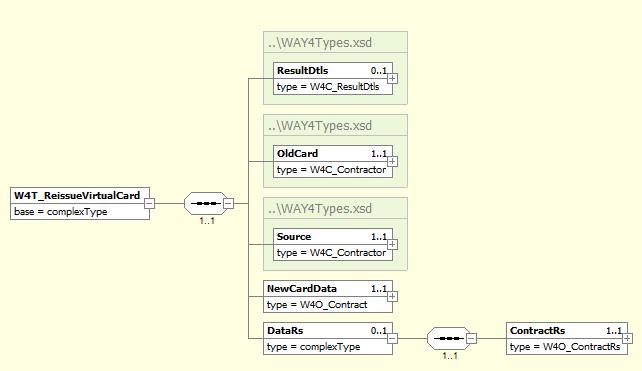 ..\WAY4Types.xsd
ResultDtls 0..1
type = W4C_ResultDtls
..\WAY4Types.xsd
OldCard 1..1
type = W4C_Contractor
W4T_ReissueVirtualCard
base = complexType
1..1
..\WAY4Types.xsd
Source 1..1
type = W4C_Contractor
NewCardData 1..1
type = W4O_Contract
DataRs 0..1
type = complexType
1..1
ContractRs 1..1
type = W4O_ContractRs